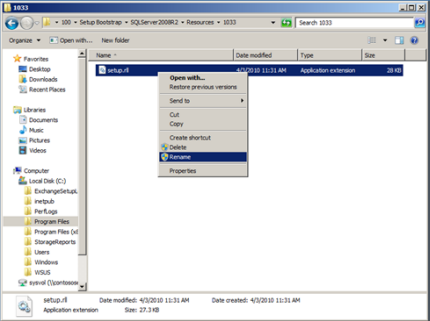 1033
100 ▸ Setup Bootstrap ▸ SQLServer2008R2 ▸ Resources ▸ 1033
Search 1033
Organize Open with... New folder
Name Date modified Type Size
setup.rll 4/3/2010 11:31 AM Application extension 28 KB
Open with...
Restore previous versions
Send to
Cut
Copy
Create shortcut
Delete
Rename
Properties
Favorites
Desktop
Downloads
Recent Places
Libraries
Documents
Music
Pictures
Videos
Computer
Local Disk (C:)
ExchangeSetupL
inetpub
PerfLogs
Program Files
Program Files (x8
StorageReports
Users
Windows
WSUS
sysvol (\\contosos
setup.rll Date modified: 4/3/2010 11:31 AM Date created: 4/3/2010 11:31 AM
Application extension Size: 27.3 KB